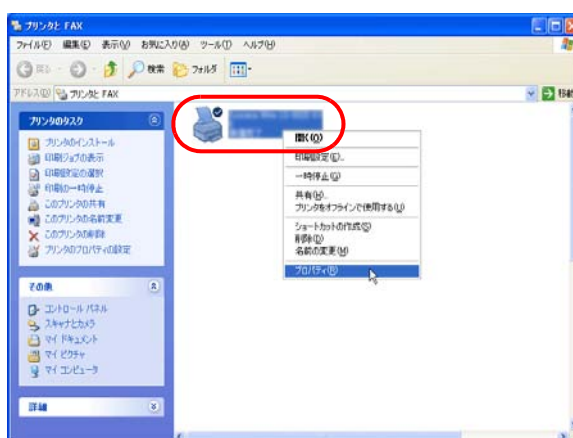 プリンタと FAX
ファイル(F) 編集(E) 表示(V) お気に入り(A) ツール(T) ヘルプ(H)
戻る 検索 フォルダ
アドレス(D) プリンタと FAX 移動
プリンタのタスク
プリンタのインストール
印刷ジョブの表示
印刷設定の選択
印刷の一時停止
このプリンタの共有
このプリンタの名前変更
このプリンタの削除
プリンタのプロパティの設定
その他
コントロール パネル
スキャナとカメラ
マイ ドキュメント
マイ ピクチャ
マイ コンピュータ
詳細
開く(O)
印刷設定(E)...
一時停止(G)
共有(H)...
プリンタをオフラインで使用する(U)
ショートカットの作成(S)
削除(D)
名前の変更(M)
プロパティ(R)